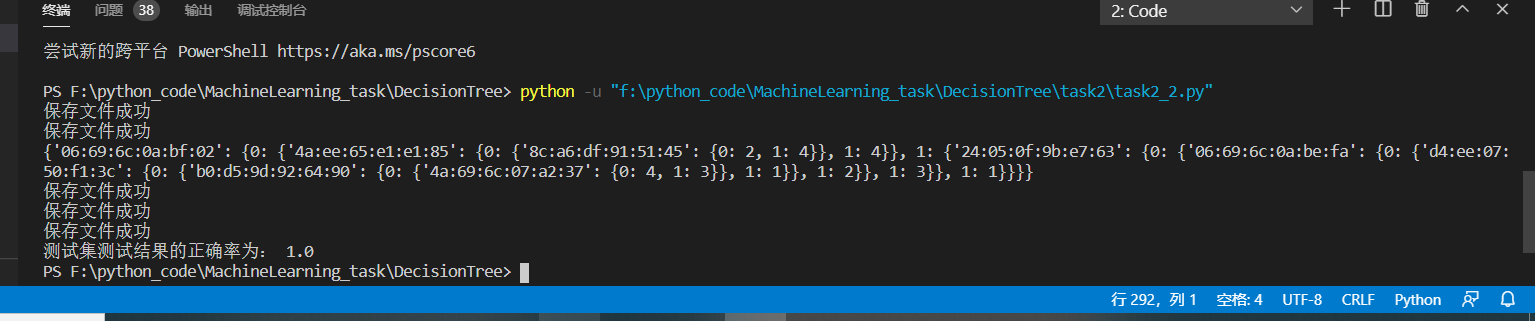 终端 问题 38 输出 调试控制台 2: Code
尝试新的跨平台 PowerShell https://aka.ms/pscore6
PS F:\python_code\MachineLearning_task\DecisionTree> python -u "f:\python_code\MachineLearning_task\DecisionTree\task2\task2_2.py"
保存文件成功
保存文件成功
{'06:69:6c:0a:bf:02': {0: {'4a:ee:65:e1:e1:85': {0: {'8c:a6:df:91:51:45': {0: 2, 1: 4}}, 1: 4}}, 1: {'24:05:0f:9b:e7:63': {0: {'06:69:6c:0a:be:fa': {0: {'d4:ee:07:
50:f1:3c': {0: {'b0:d5:9d:92:64:90': {0: {'4a:69:6c:07:a2:37': {0: 4, 1: 3}}, 1: 1}}, 1: 2}}, 1: 3}}, 1: 1}}}}
保存文件成功
保存文件成功
保存文件成功
测试集测试结果的正确率为： 1.0
PS F:\python_code\MachineLearning_task\DecisionTree>
行 292，列 1 空格: 4 UTF-8 CRLF Python